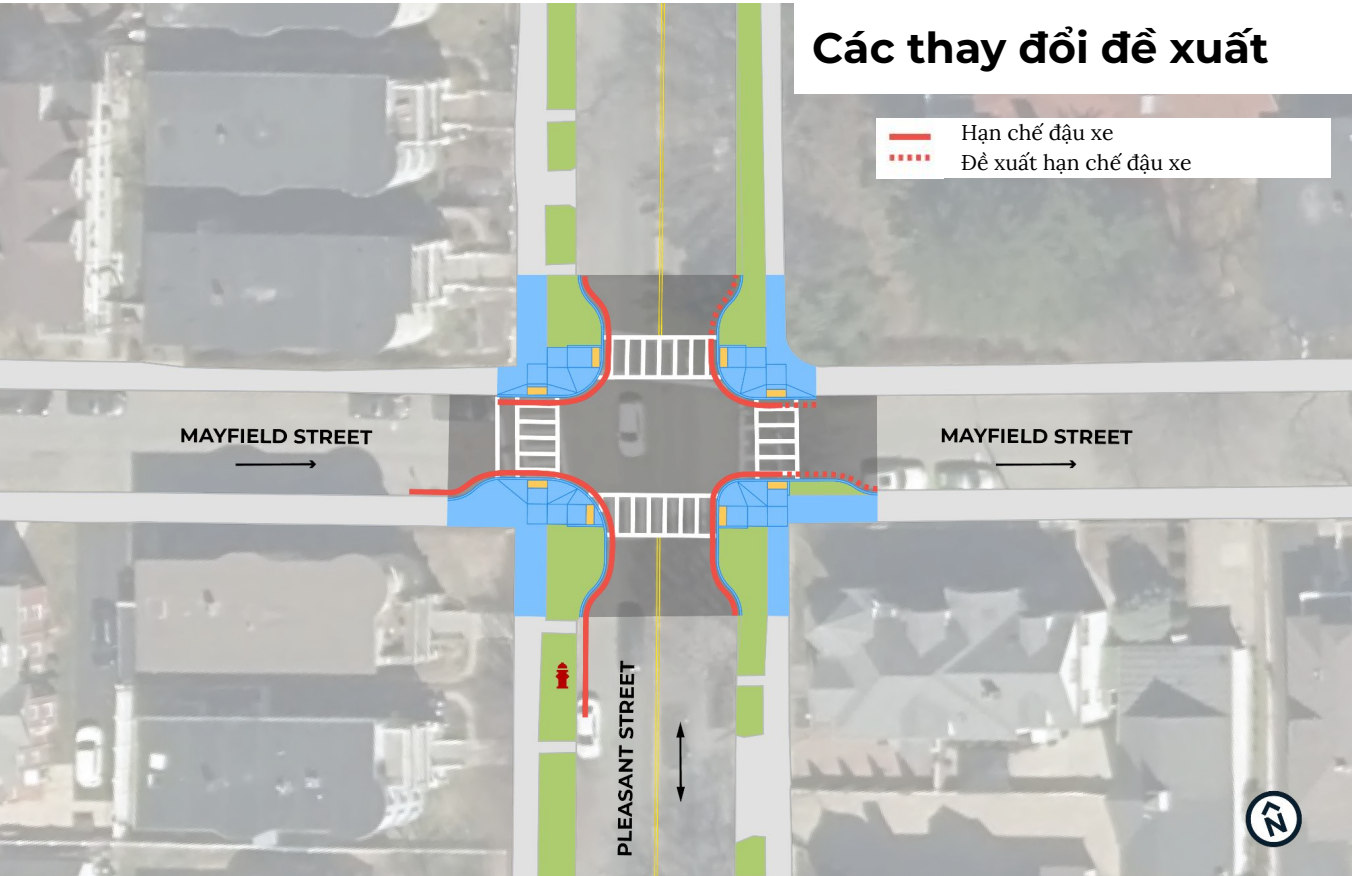 Các thay đổi đề xuất
Hạn chế đậu xe
Đề xuất hạn chế đậu xe
MAYFIELD STREET
MAYFIELD STREET
PLEASANT STREET
N